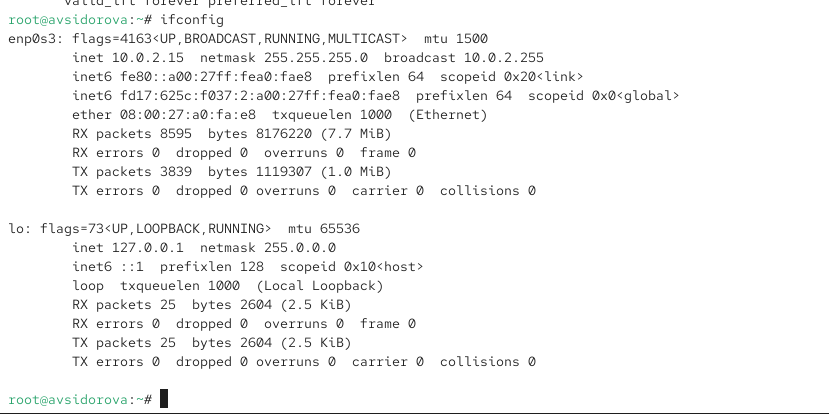 valid_lft forever preferred_lft forever
root@avsidorova:~# ifconfig
enp0s3: flags=4163<UP,BROADCAST,RUNNING,MULTICAST>  mtu 1500
        inet 10.0.2.15  netmask 255.255.255.0  broadcast 10.0.2.255
        inet6 fe80::a00:27ff:fea0:fae8  prefixlen 64  scopeid 0x20<link>
        inet6 fd17:625c:f037:2:a00:27ff:fea0:fae8  prefixlen 64  scopeid 0x0<global>
        ether 08:00:27:a0:fa:e8  txqueuelen 1000  (Ethernet)
        RX packets 8595  bytes 8176220 (7.7 MiB)
        RX errors 0  dropped 0  overruns 0  frame 0
        TX packets 3839  bytes 1119307 (1.0 MiB)
        TX errors 0  dropped 0 overruns 0  carrier 0  collisions 0

lo: flags=73<UP,LOOPBACK,RUNNING>  mtu 65536
        inet 127.0.0.1  netmask 255.0.0.0
        inet6 ::1  prefixlen 128  scopeid 0x10<host>
        loop  txqueuelen 1000  (Local Loopback)
        RX packets 25  bytes 2604 (2.5 KiB)
        RX errors 0  dropped 0  overruns 0  frame 0
        TX packets 25  bytes 2604 (2.5 KiB)
        TX errors 0  dropped 0 overruns 0  carrier 0  collisions 0

root@avsidorova:~#